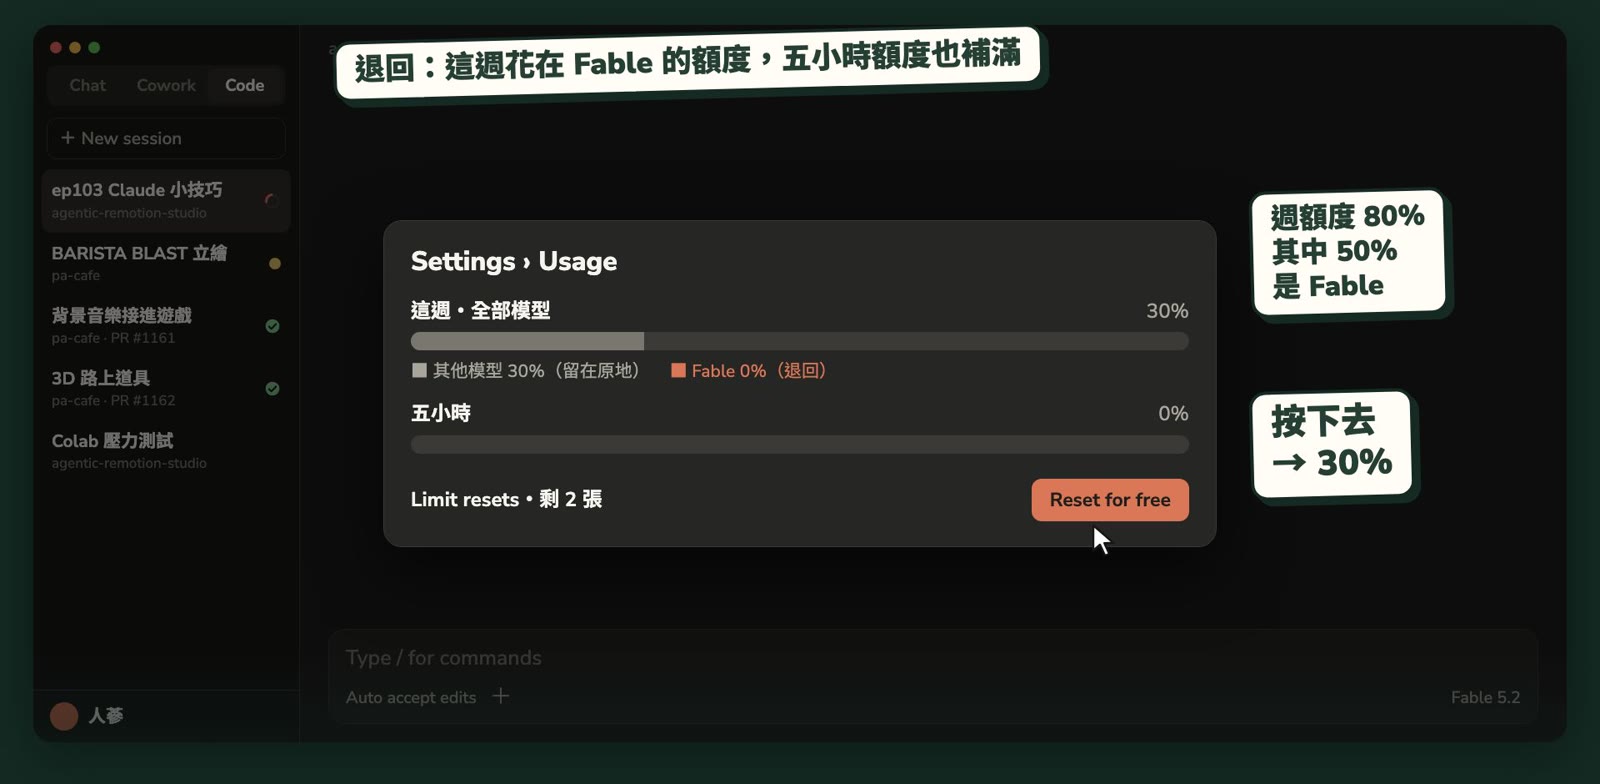 退回：這週花在 Fable 的額度，五小時額度也補滿
Chat Cowork Code
+ New session
ep103 Claude 小技巧
agentic-remotion-studio
BARISTA BLAST 立繪
pa-cafe
背景音樂接進遊戲
pa-cafe · PR #1161
3D 路上道具
pa-cafe · PR #1162
Colab 壓力測試
agentic-remotion-studio
人蔘
Settings › Usage
這週・全部模型 30%
其他模型 30%（留在原地） Fable 0%（退回）
五小時 0%
Limit resets・剩 2 張 Reset for free
週額度 80%
其中 50%
是 Fable
按下去
→ 30%
Type / for commands
Auto accept edits + Fable 5.2